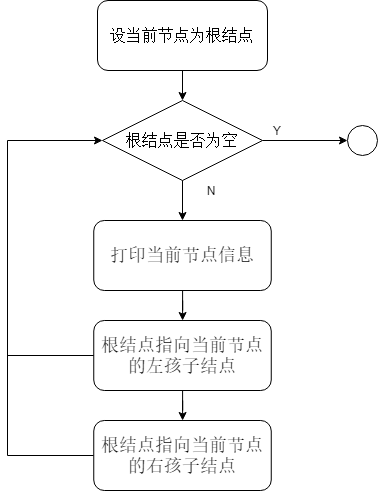 设当前节点为根结点
根结点是否为空
Y
N
打印当前节点信息
根结点指向当前节点
的左孩子结点
根结点指向当前节点
的右孩子结点